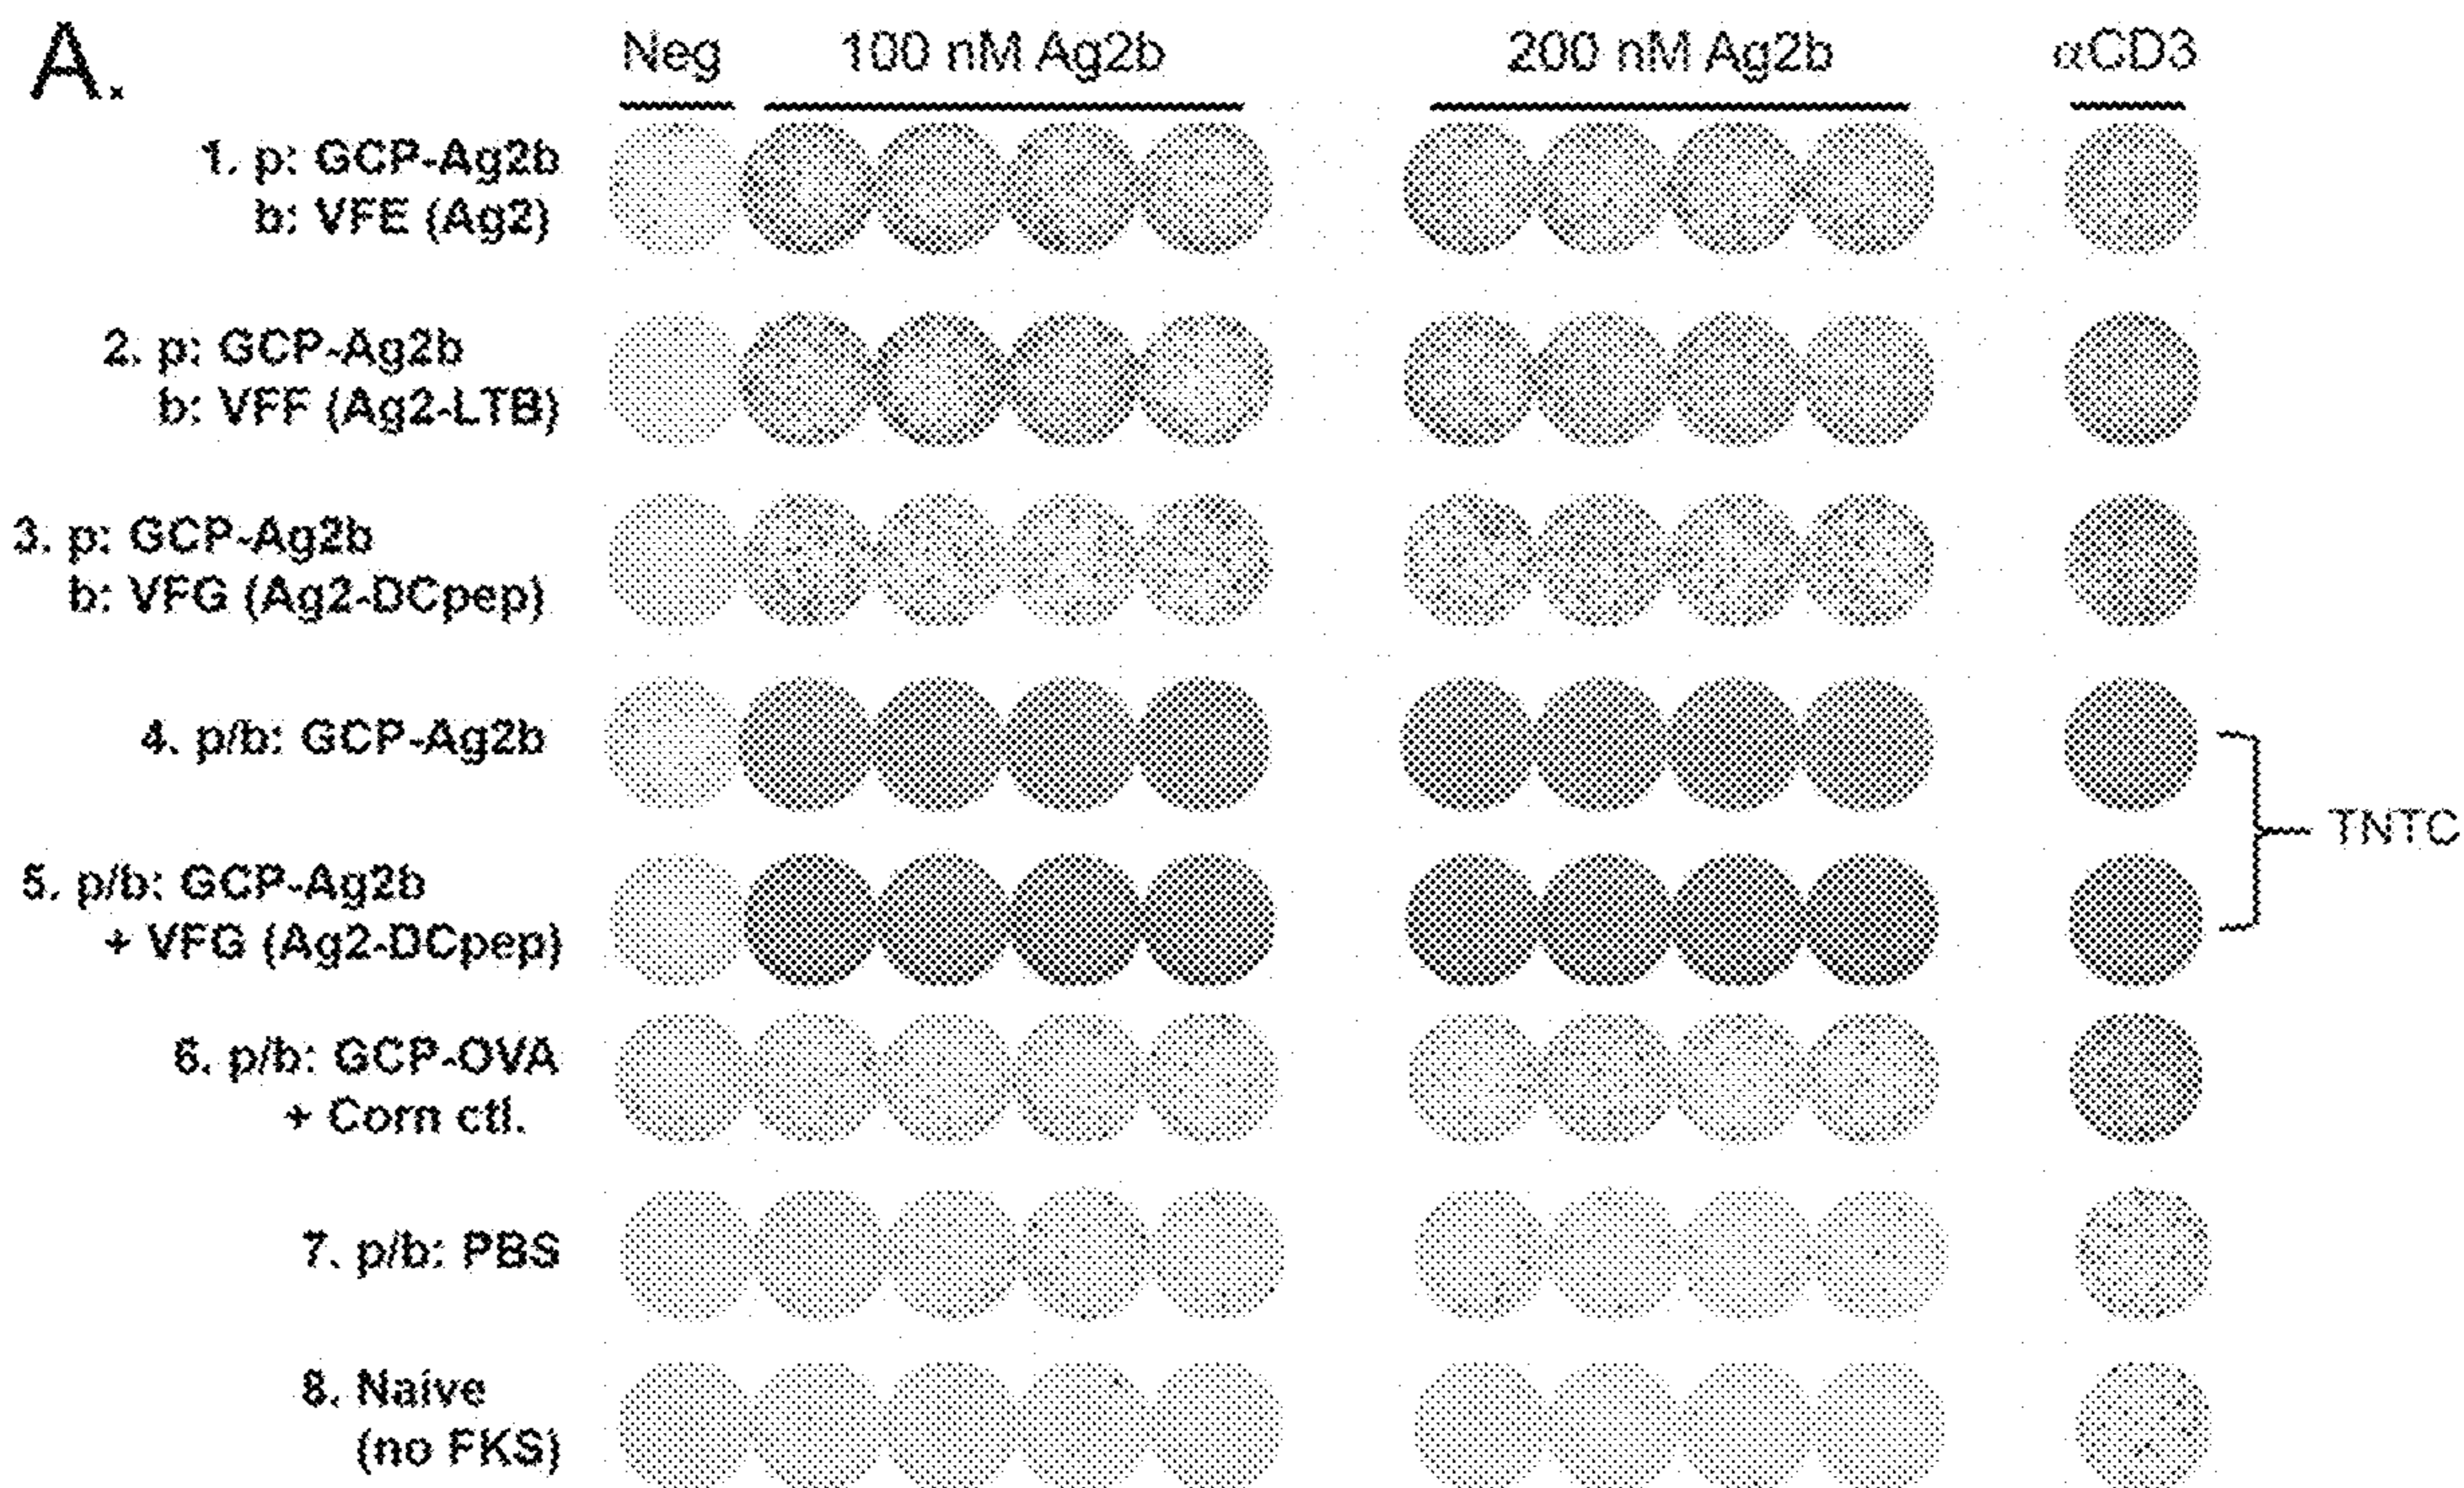 A.
Neg 100 nM Ag2b 200 nM Ag2b αCD3
1. p: GCP-Ag2b
b: VFE (Ag2)
2. p: GCP-Ag2b
b: VFF (Ag2-LTB)
3. p: GCP-Ag2b
b: VFG (Ag2-DCpep)
4. p/b: GCP-Ag2b
TNTC
5. p/b: GCP-Ag2b
+ VFG (Ag2-DCpep)
6. p/b: GCP-OVA
+ Corn ctl.
7. p/b: PBS
8. Naive
(no FKS)